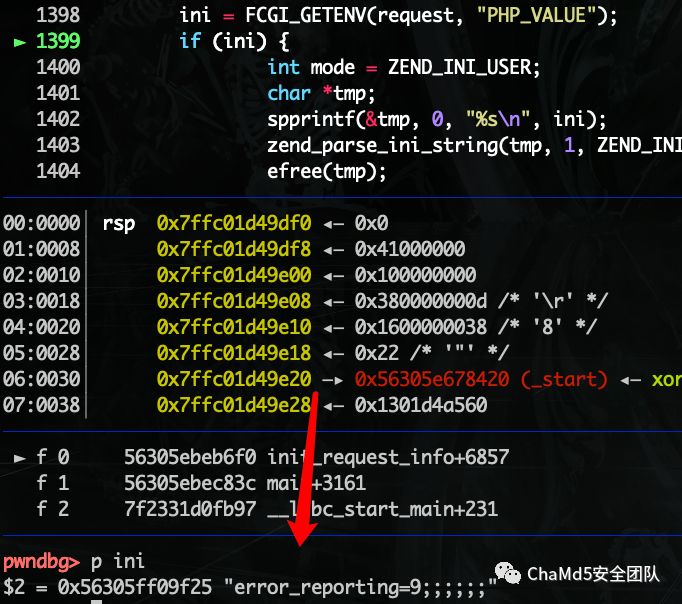 1398 ini = FCGI_GETENV(request, "PHP_VALUE");
► 1399 if (ini) {
1400 int mode = ZEND_INI_USER;
1401 char *tmp;
1402 spprintf(&tmp, 0, "%s\n", ini);
1403 zend_parse_ini_string(tmp, 1, ZEND_INI
1404 efree(tmp);
00:0000│ rsp 0x7ffc01d49df0 ◂— 0x0
01:0008│ 0x7ffc01d49df8 ◂— 0x41000000
02:0010│ 0x7ffc01d49e00 ◂— 0x100000000
03:0018│ 0x7ffc01d49e08 ◂— 0x380000000d /* '\r' */
04:0020│ 0x7ffc01d49e10 ◂— 0x1600000038 /* '8' */
05:0028│ 0x7ffc01d49e18 ◂— 0x22 /* '"' */
06:0030│ 0x7ffc01d49e20 —▸ 0x56305e678420 (_start) ◂— xor
07:0038│ 0x7ffc01d49e28 ◂— 0x1301d4a560
► f 0 56305ebeb6f0 init_request_info+6857
f 1 56305ebec83c main+3161
f 2 7f2331d0fb97 __libc_start_main+231
pwndbg> p ini
$2 = 0x56305ff09f25 "error_reporting=9;;;;;;"
ChaMd5安全团队